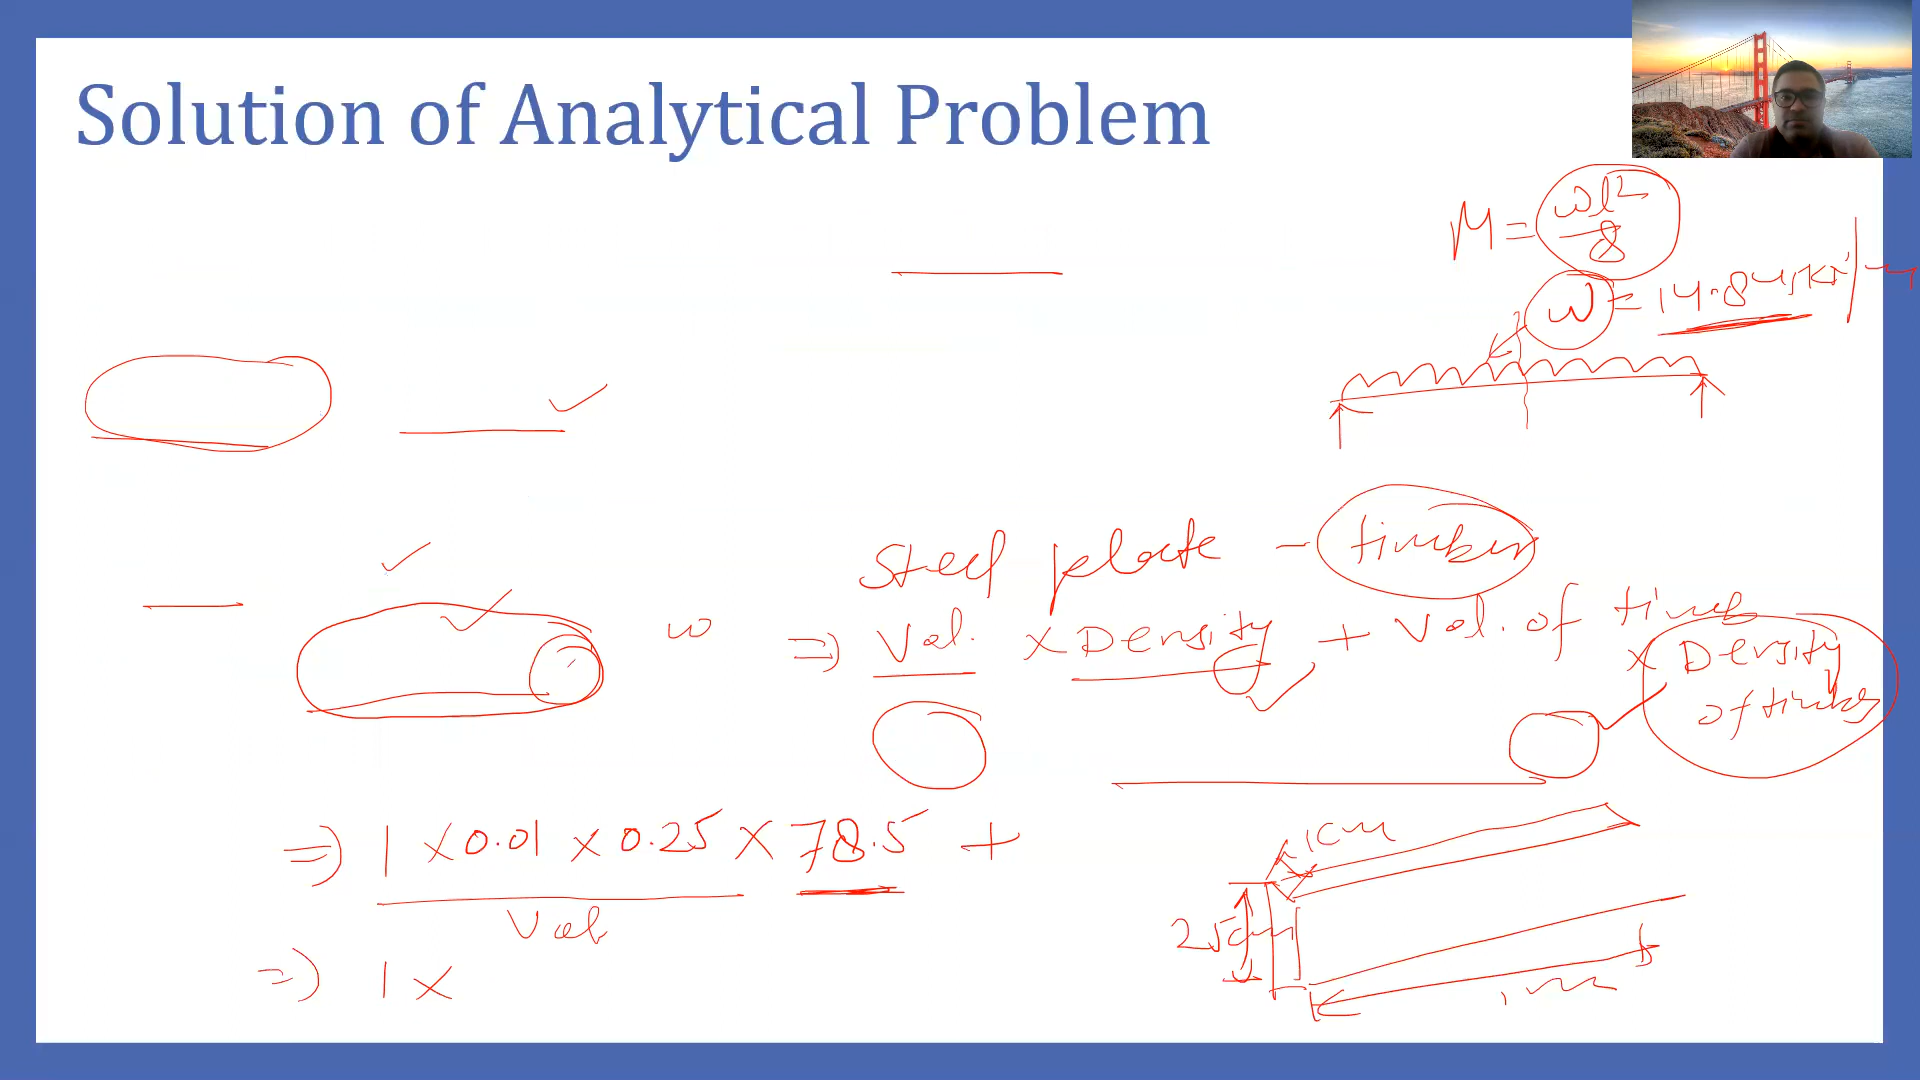 Solution of Analytical Problem
M = wl²/8
w = 14.84 kN/m
Steel plate - timber
w ⇒ Vol. × Density + Vol. of timb
× Density
of timber
⇒ 1 × 0.01 × 0.25 × 78.5 +
1cm
Vol
25cm
⇒ 1 ×
1m